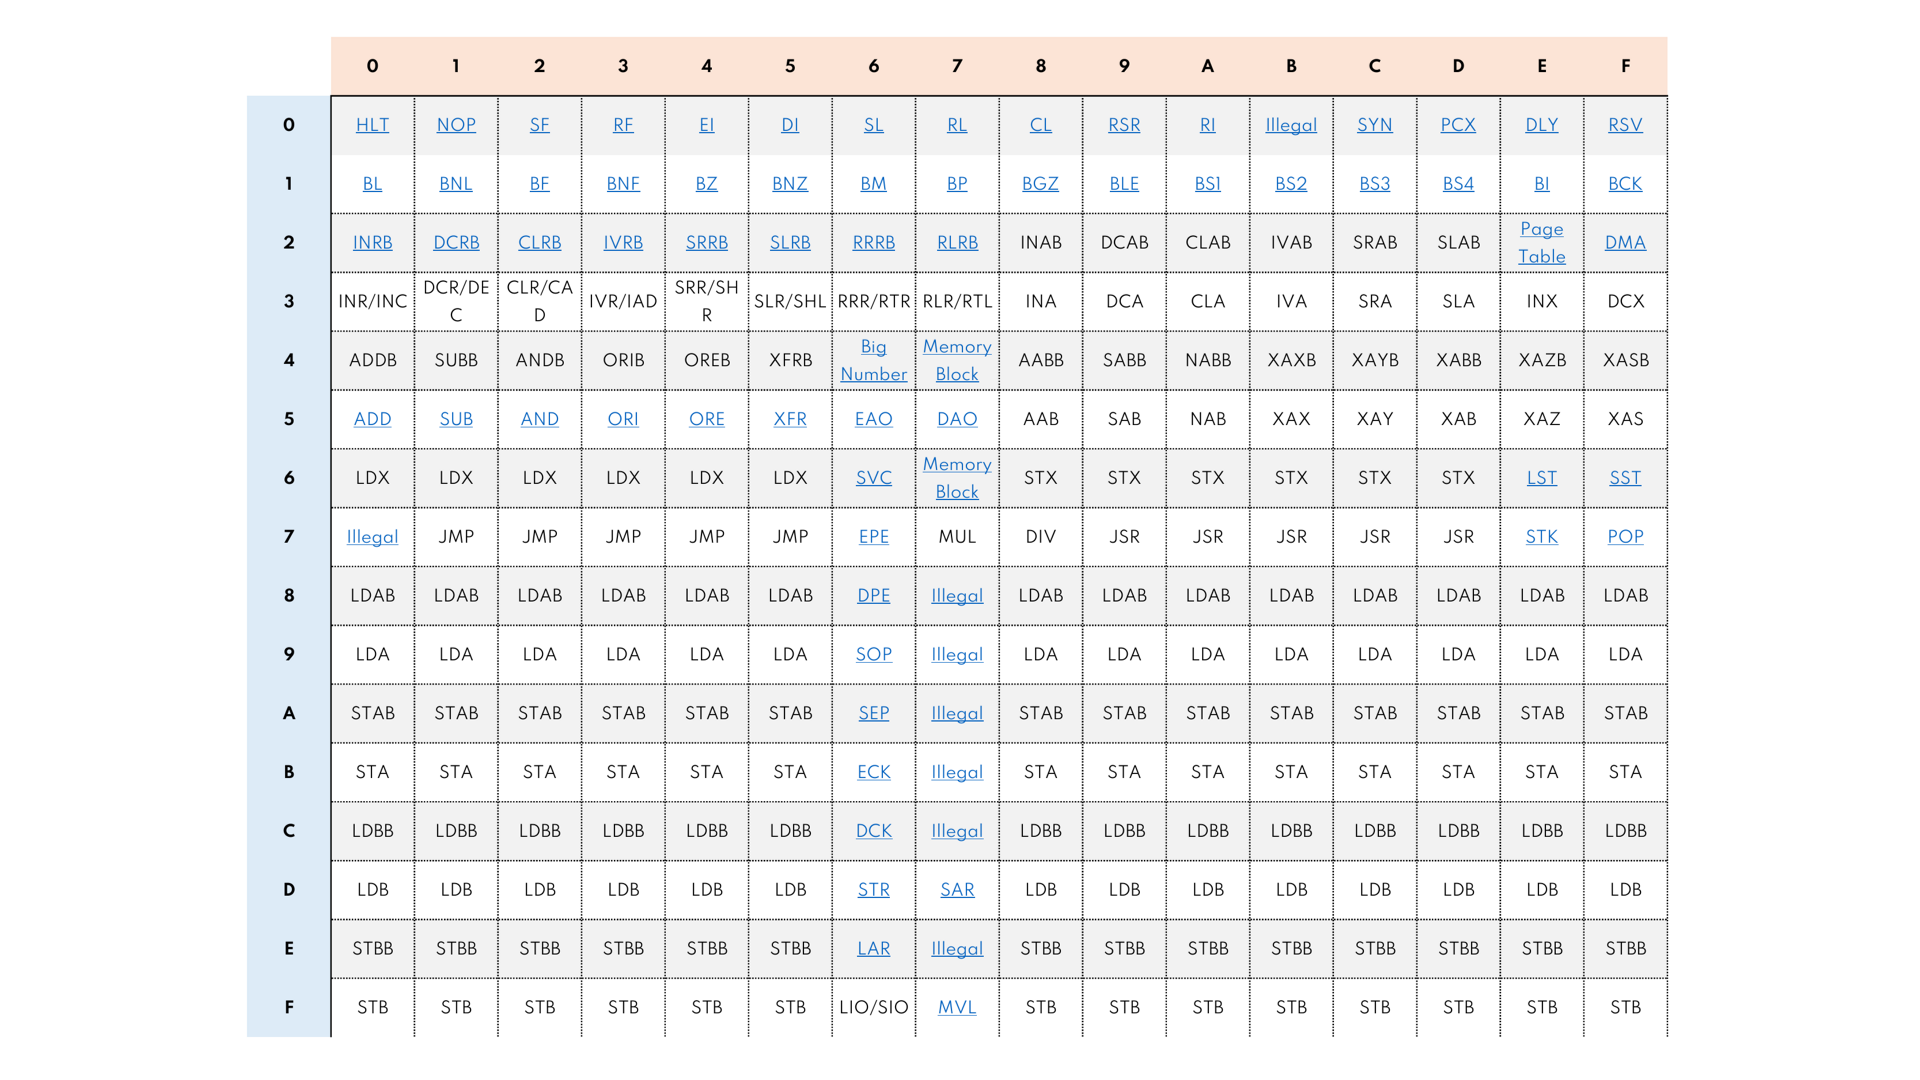 0 1 2 3 4 5 6 7 8 9 A B C D E F
0 HLT NOP SF RF EI DI SL RL CL RSR RI Illegal SYN PCX DLY RSV
1 BL BNL BF BNF BZ BNZ BM BP BGZ BLE BS1 BS2 BS3 BS4 BI BCK
2 INRB DCRB CLRB IVRB SRRB SLRB RRRB RLRB INAB DCAB CLAB IVAB SRAB SLAB Page Table DMA
3 INR/INC DCR/DEC CLR/CAD IVR/IAD SRR/SHR SLR/SHL RRR/RTR RLR/RTL INA DCA CLA IVA SRA SLA INX DCX
4 ADDB SUBB ANDB ORIB OREB XFRB Big Number Memory Block AABB SABB NABB XAXB XAYB XABB XAZB XASB
5 ADD SUB AND ORI ORE XFR EAO DAO AAB SAB NAB XAX XAY XAB XAZ XAS
6 LDX LDX LDX LDX LDX LDX SVC Memory Block STX STX STX STX STX STX LST SST
7 Illegal JMP JMP JMP JMP JMP EPE MUL DIV JSR JSR JSR JSR JSR STK POP
8 LDAB LDAB LDAB LDAB LDAB LDAB DPE Illegal LDAB LDAB LDAB LDAB LDAB LDAB LDAB LDAB
9 LDA LDA LDA LDA LDA LDA SOP Illegal LDA LDA LDA LDA LDA LDA LDA LDA
A STAB STAB STAB STAB STAB STAB SEP Illegal STAB STAB STAB STAB STAB STAB STAB STAB
B STA STA STA STA STA STA ECK Illegal STA STA STA STA STA STA STA STA
C LDBB LDBB LDBB LDBB LDBB LDBB DCK Illegal LDBB LDBB LDBB LDBB LDBB LDBB LDBB LDBB
D LDB LDB LDB LDB LDB LDB STR SAR LDB LDB LDB LDB LDB LDB LDB LDB
E STBB STBB STBB STBB STBB STBB LAR Illegal STBB STBB STBB STBB STBB STBB STBB STBB
F STB STB STB STB STB STB LIO/SIO MVL STB STB STB STB STB STB STB STB